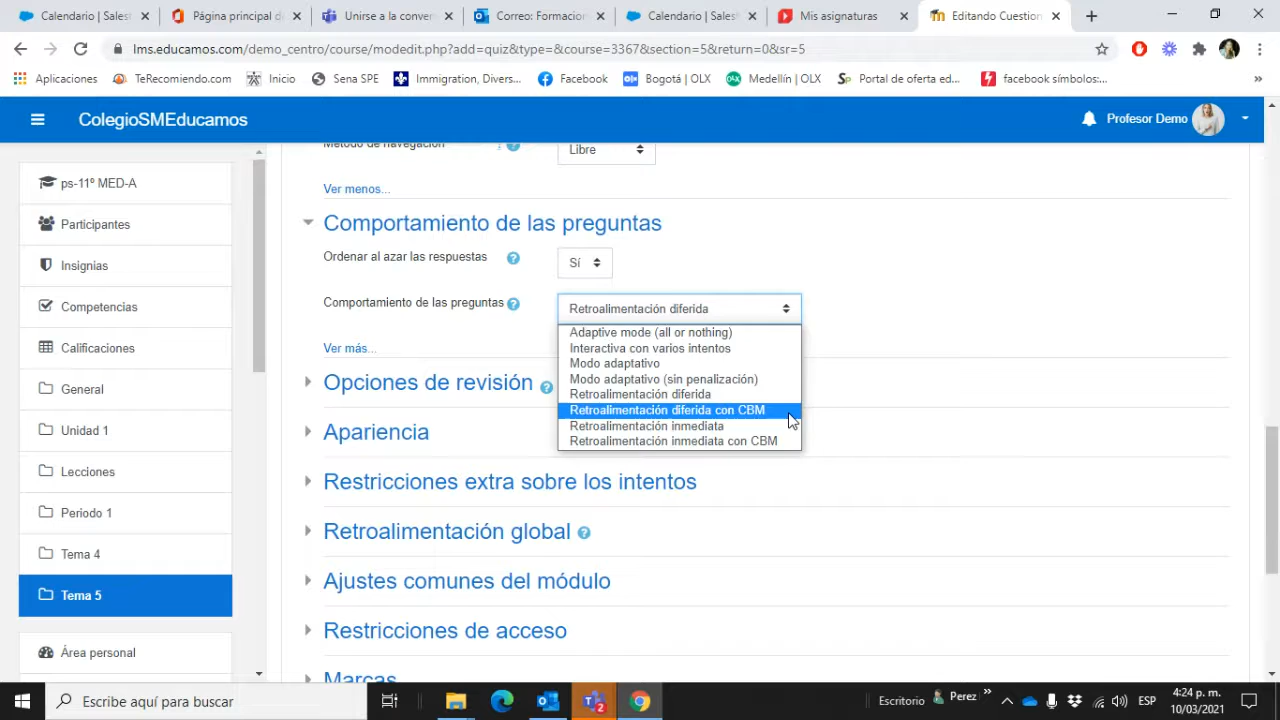 Calendario | Salesf
Página principal de
Unirse a la conver
Correo: Formacion
Calendario | Salesf
Mis asignaturas
Editando Cuestion
lms.educamos.com/demo_centro/course/modedit.php?add=quiz&type=&course=3367&section=5&return=0&sr=5
Aplicaciones
TeRecomiendo.com
Inicio
Sena SPE
Immigration, Divers...
Facebook
Bogotá | OLX
Medellín | OLX
Portal de oferta ed...
facebook símbolos:...
ColegioSMEducamos
Profesor Demo
ps-11º MED-A
Participantes
Insignias
Competencias
Calificaciones
General
Unidad 1
Lecciones
Periodo 1
Tema 4
Tema 5
Área personal
Método de navegación
Libre
Ver menos...
Comportamiento de las preguntas
Ordenar al azar las respuestas
Sí
Comportamiento de las preguntas
Retroalimentación diferida
Adaptive mode (all or nothing)
Interactiva con varios intentos
Modo adaptativo
Modo adaptativo (sin penalización)
Retroalimentación diferida
Retroalimentación diferida con CBM
Retroalimentación inmediata
Retroalimentación inmediata con CBM
Ver más...
Opciones de revisión
Apariencia
Restricciones extra sobre los intentos
Retroalimentación global
Ajustes comunes del módulo
Restricciones de acceso
Marcas
Escribe aquí para buscar
Escritorio
Perez
ESP
4:24 p. m.
10/03/2021